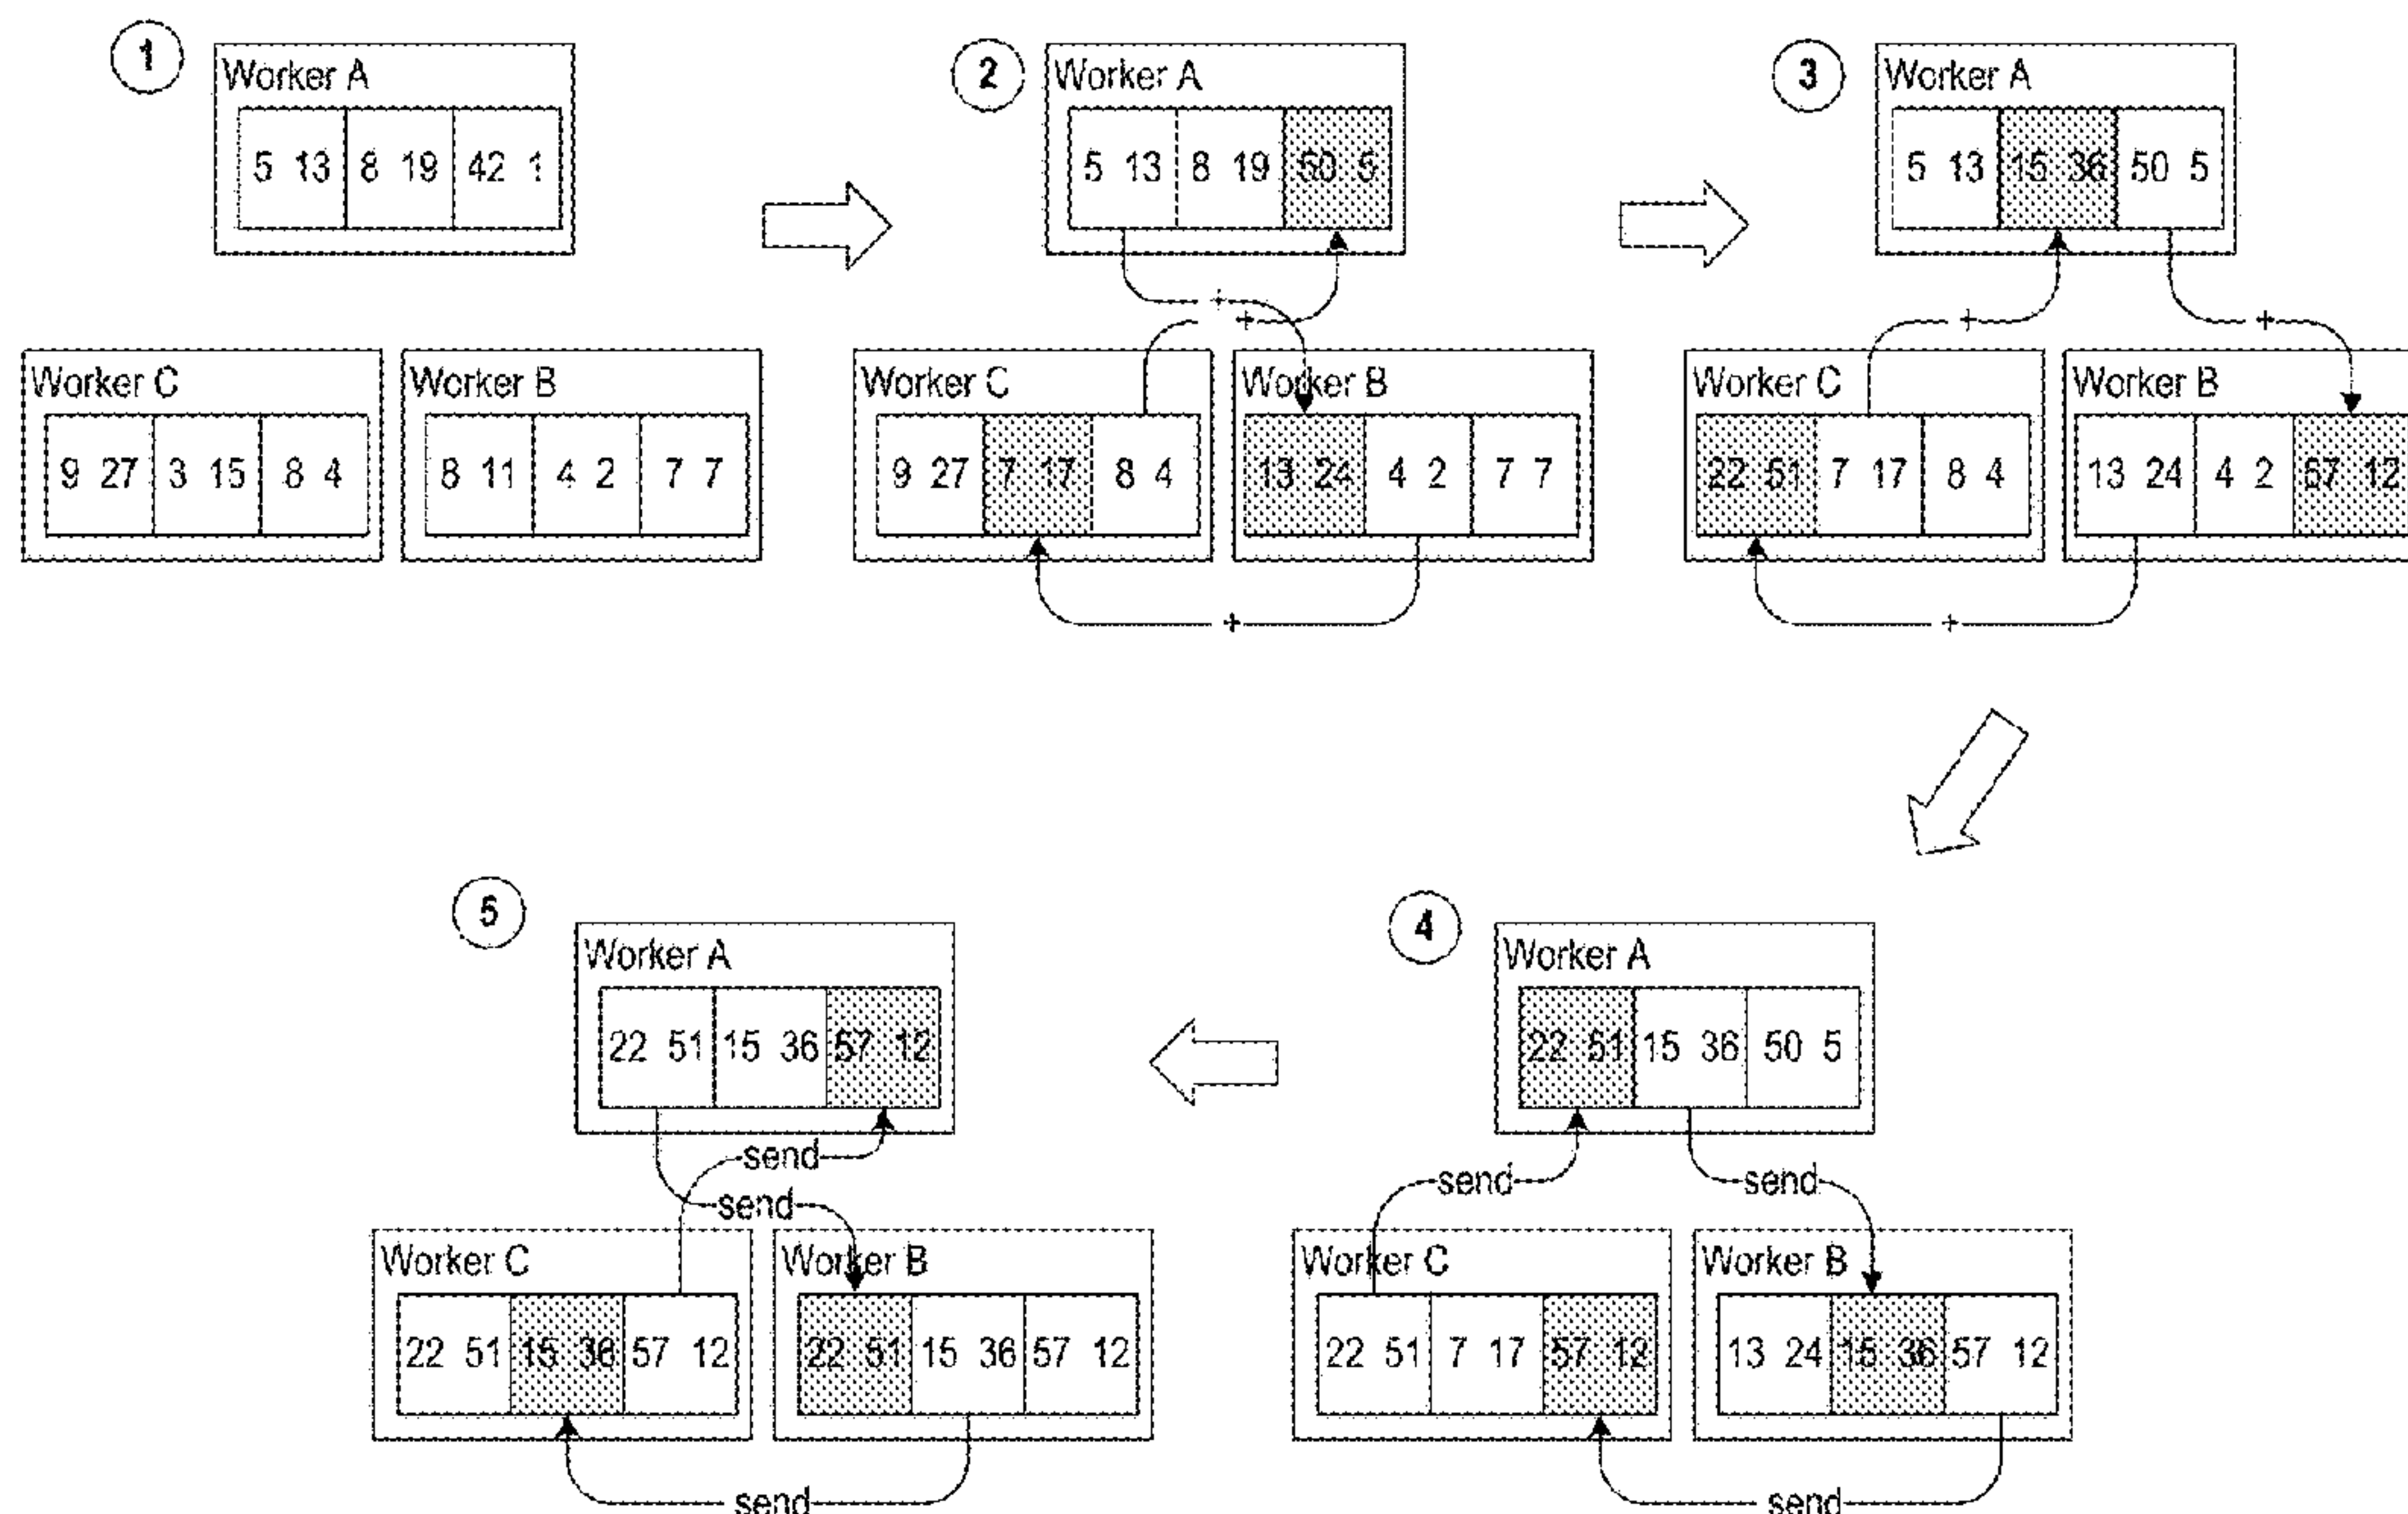 1
Worker A
5 13 8 19 42 1
Worker C
9 27 3 15 8 4
Worker B
8 11 4 2 7 7
2
Worker A
5 13 8 19 50 5
+
+
Worker C
9 27 7 17 8 4
Worker B
13 24 4 2 7 7
+
3
Worker A
5 13 15 36 50 5
+
+
Worker C
22 51 7 17 8 4
Worker B
13 24 4 2 57 12
+
5
Worker A
22 51 15 36 57 12
send
send
Worker C
22 51 15 36 57 12
Worker B
22 51 15 36 57 12
send
4
Worker A
22 51 15 36 50 5
send
send
Worker C
22 51 7 17 57 12
Worker B
13 24 15 36 57 12
send